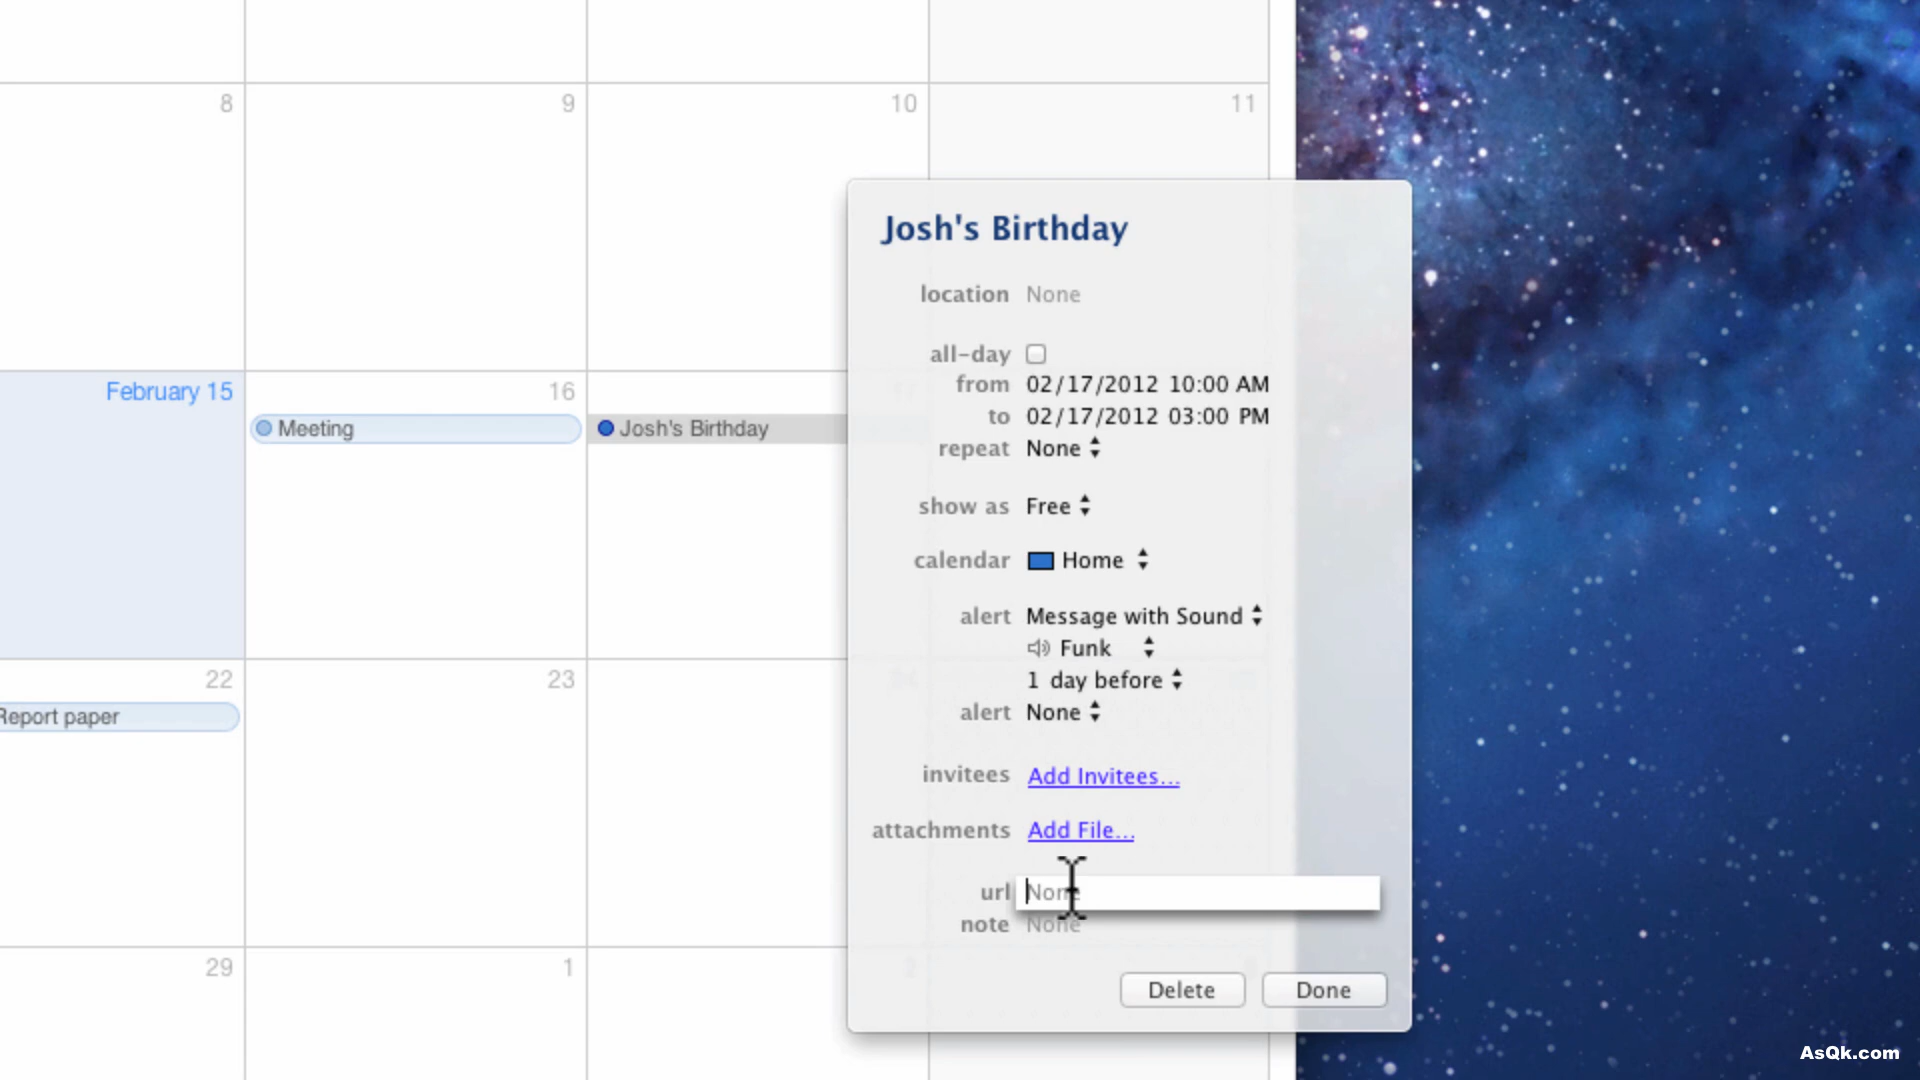 8
9
10
11
February 15
16
Meeting
Josh's Birthday
22
23
Report paper
29
1
Josh's Birthday
location None
all-day
from 02/17/2012 10:00 AM
to 02/17/2012 03:00 PM
repeat None
show as Free
calendar Home
alert Message with Sound
Funk
1 day before
alert None
invitees Add Invitees...
attachments Add File...
url None
note None
Delete
Done
AsQk.com